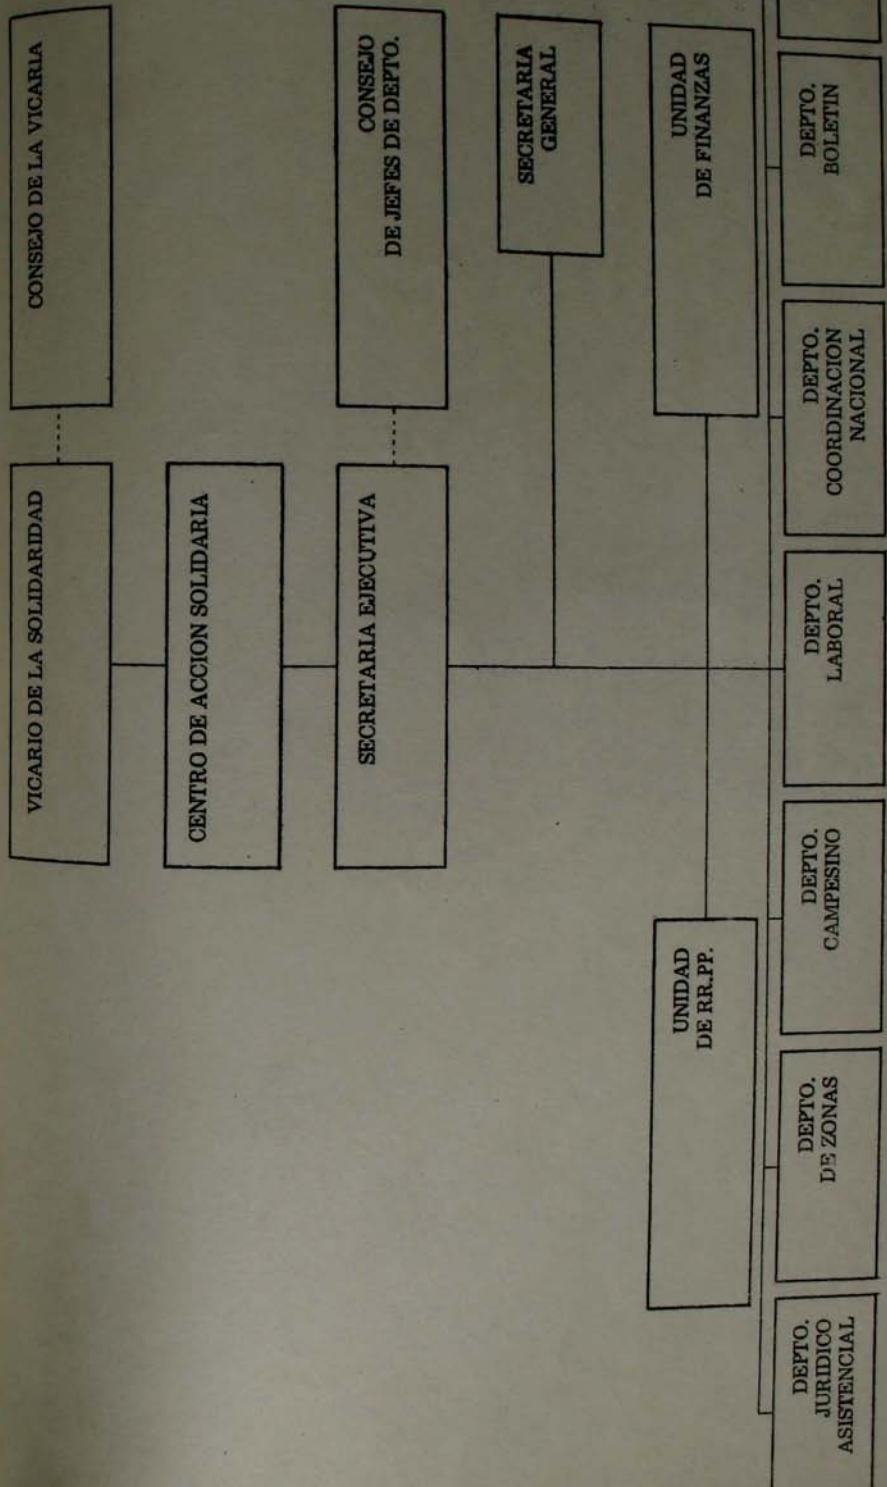 VICARIO DE LA SOLIDARIDAD
CONSEJO DE LA VICARIA
CENTRO DE ACCION SOLIDARIA
SECRETARIA EJECUTIVA
CONSEJO
DE JEFES DE DEPTO.
SECRETARIA
GENERAL
UNIDAD
DE RR.PP.
UNIDAD
DE FINANZAS
DEPTO.
JURIDICO
ASISTENCIAL
DEPTO.
DE ZONAS
DEPTO.
CAMPESINO
DEPTO.
LABORAL
DEPTO.
COORDINACION
NACIONAL
DEPTO.
BOLETIN